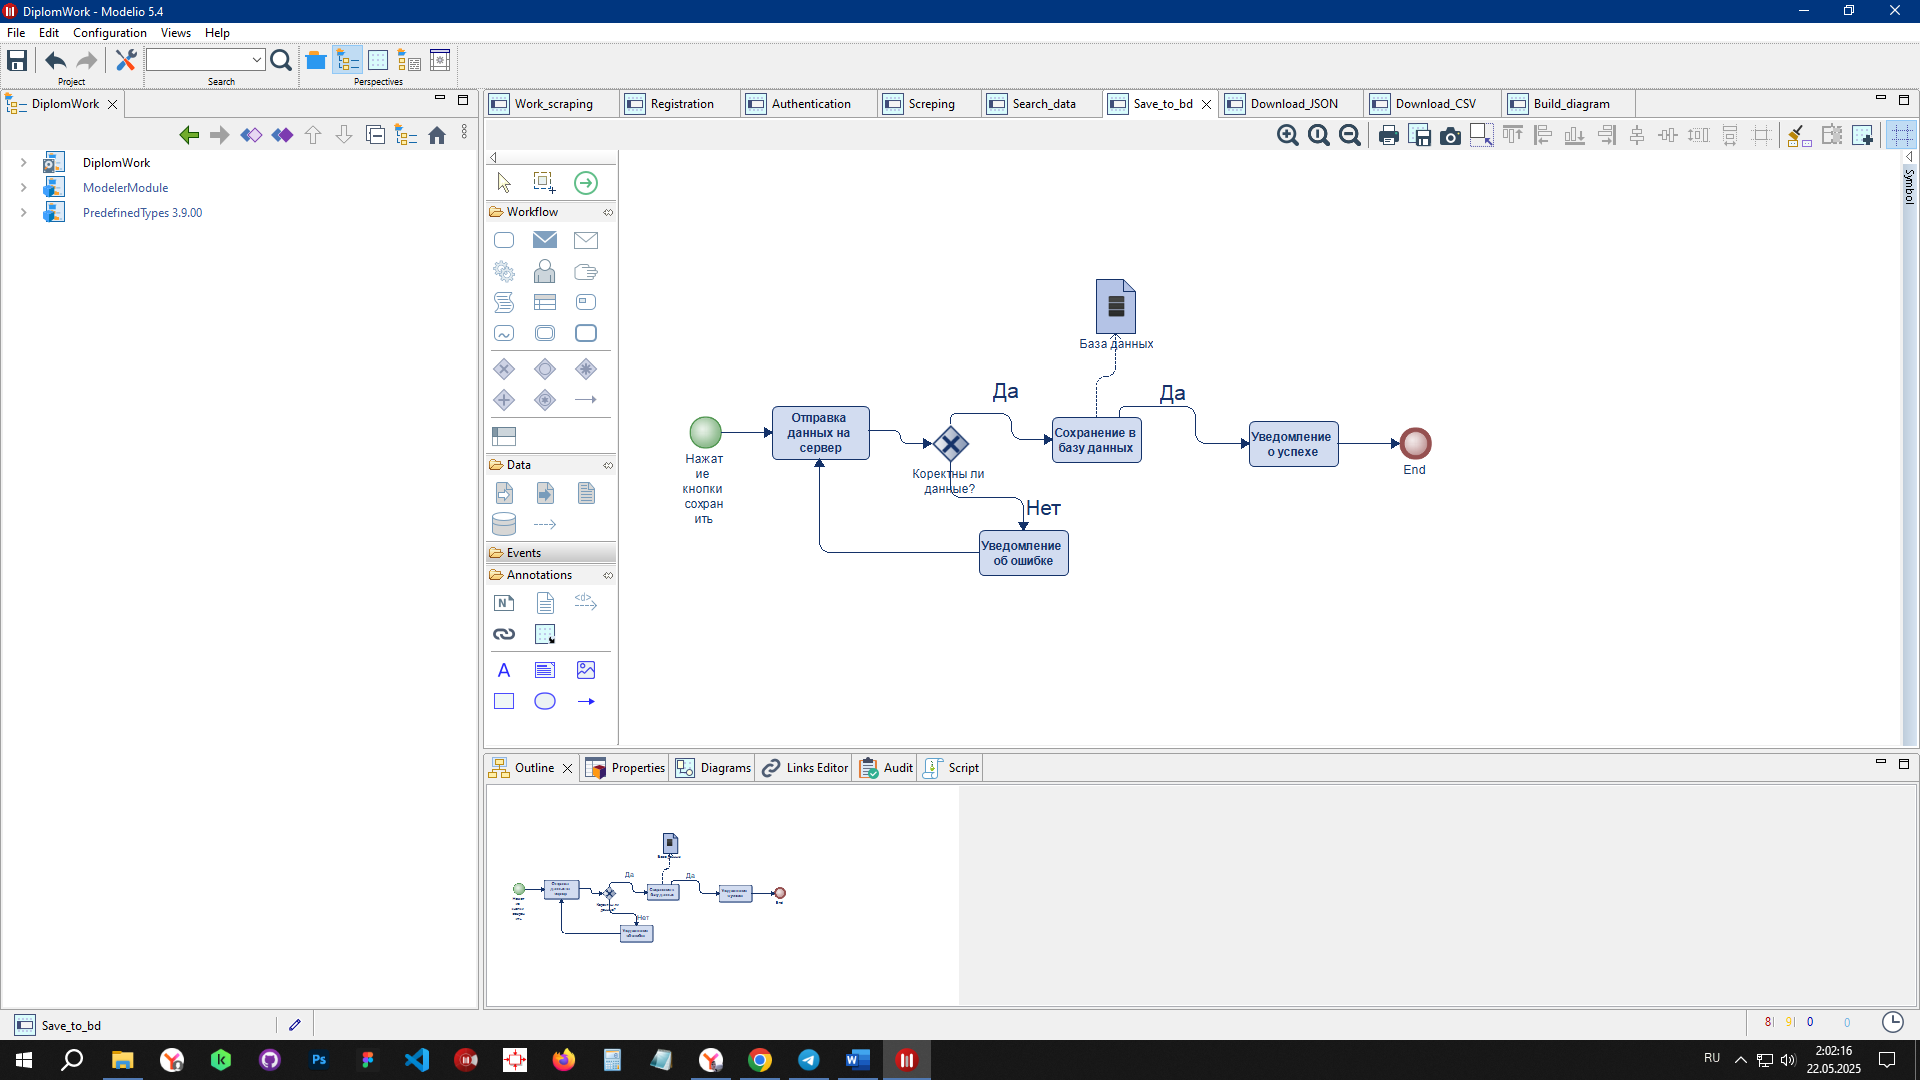 DiplomWork - Modelio 5.4
File Edit Configuration Views Help
Project Search Perspectives
DiplomWork
Work_scraping Registration Authentication Screping Search_data Save_to_bd Download_JSON Download_CSV Build_diagram
DiplomWork
ModelerModule
PredefinedTypes 3.9.00
Workflow
Data
Events
Annotations
N
<d>
A
Symbol
База данных
Да
Да
Отправка
данных на
сервер
Сохранение в
базу данных
Уведомление
о успехе
Нажат
ие
кнопки
сохран
ить
Коректны ли
данные?
End
Нет
Уведомление
об ошибке
Outline Properties Diagrams Links Editor Audit Script
Да
Да
Нет
Save_to_bd
8 9 0 0
RU
2:02:16
22.05.2025